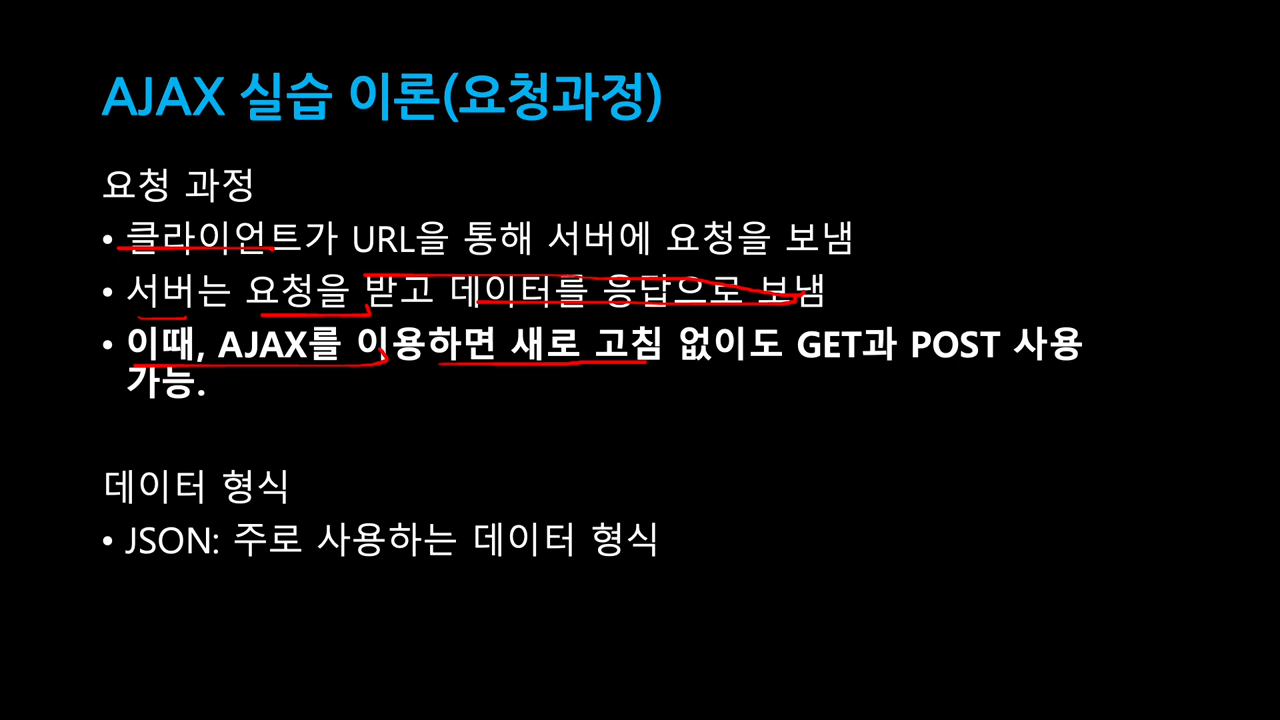 AJAX 실습 이론(요청과정)
요청 과정
• 클라이언트가 URL을 통해 서버에 요청을 보냄
• 서버는 요청을 받고 데이터를 응답으로 보냄
• 이때, AJAX를 이용하면 새로 고침 없이도 GET과 POST 사용
가능.
데이터 형식
• JSON: 주로 사용하는 데이터 형식